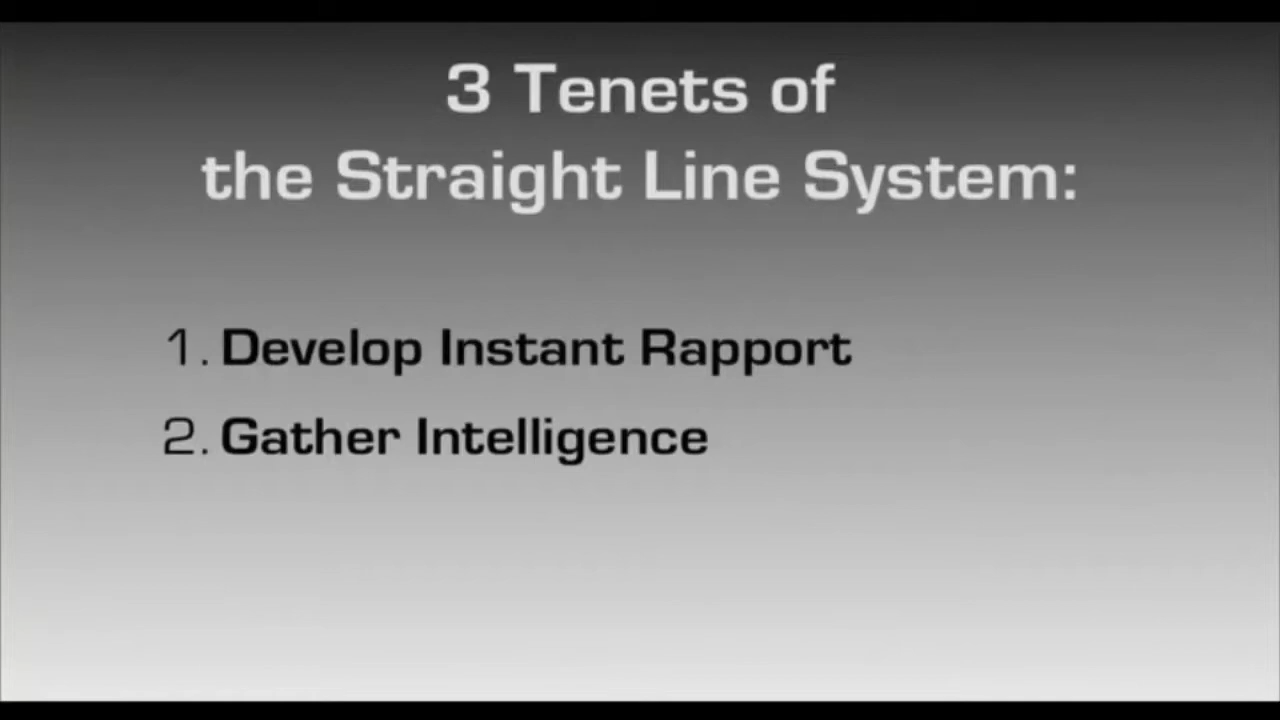 3 Tenets of
the Straight Line System:
1. Develop Instant Rapport
2. Gather Intelligence